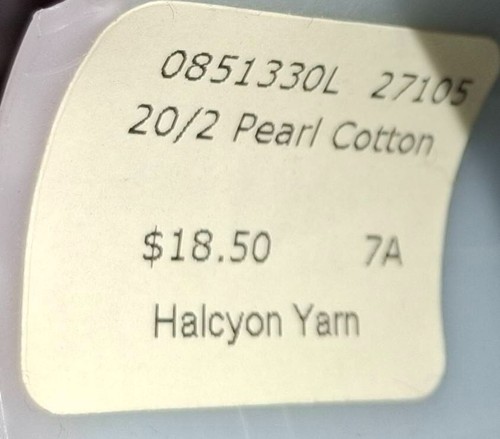 0851330L 27105
20/2 Pearl Cotton
$18.50 7A
Halcyon Yarn